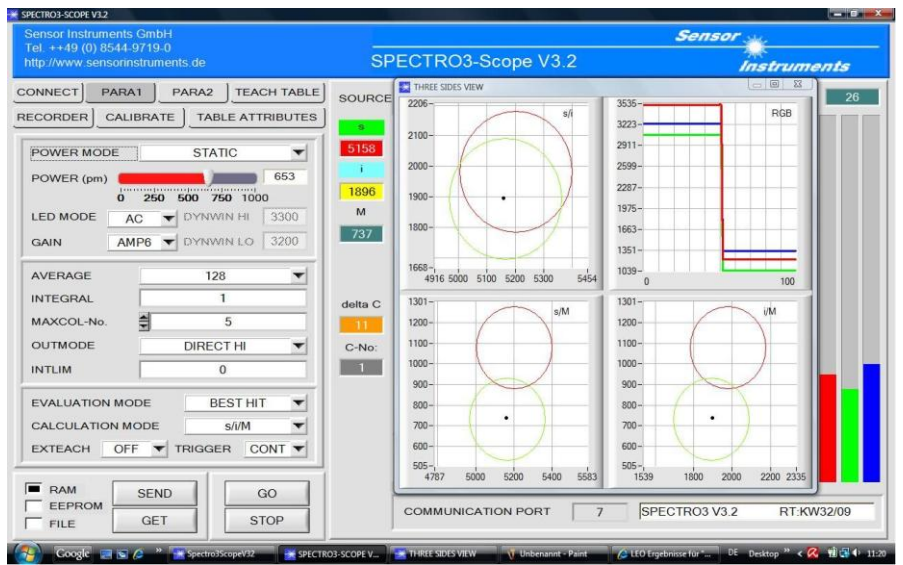 SPECTRO3-SCOPE V3.2
Sensor Instruments GmbH
Tel. ++49 (0) 8544-9719-0
http://www.sensorinstruments.de
SPECTRO3-Scope V3.2
Sensor
Instruments
CONNECT PARA1 PARA2 TEACH TABLE
RECORDER CALIBRATE TABLE ATTRIBUTES
POWER MODE STATIC
POWER (pm) 653
0 250 500 750 1000
LED MODE AC DYNWIN HI 3300
GAIN AMP6 DYNWIN LO 3200
AVERAGE 128
INTEGRAL 1
MAXCOL-No. 5
OUTMODE DIRECT HI
INTLIM 0
EVALUATION MODE BEST HIT
CALCULATION MODE s/i/M
EXTEACH OFF TRIGGER CONT
RAM
EEPROM
FILE
SEND GO
GET STOP
SOURCE
s
5158
i
1896
M
737
delta C
11
C-No:
1
26
THREE SIDES VIEW
s/i
2206
2100
2000
1900
1800
1668
4916 5000 5100 5200 5300 5454
RGB
3535
3223
2911
2599
2287
1975
1663
1351
1039
0 100
s/M
1301
1200
1100
1000
900
800
700
600
505
4787 5000 5200 5400 5583
i/M
1301
1200
1100
1000
900
800
700
600
505
1539 1800 2000 2200 2335
COMMUNICATION PORT 7 SPECTRO3 V3.2 RT:KW32/09
Google » Spectro3ScopeV32 SPECTRO3-SCOPE V... THREE SIDES VIEW Unbenannt - Paint LEO Ergebnisse für "... DE Desktop » 11:20